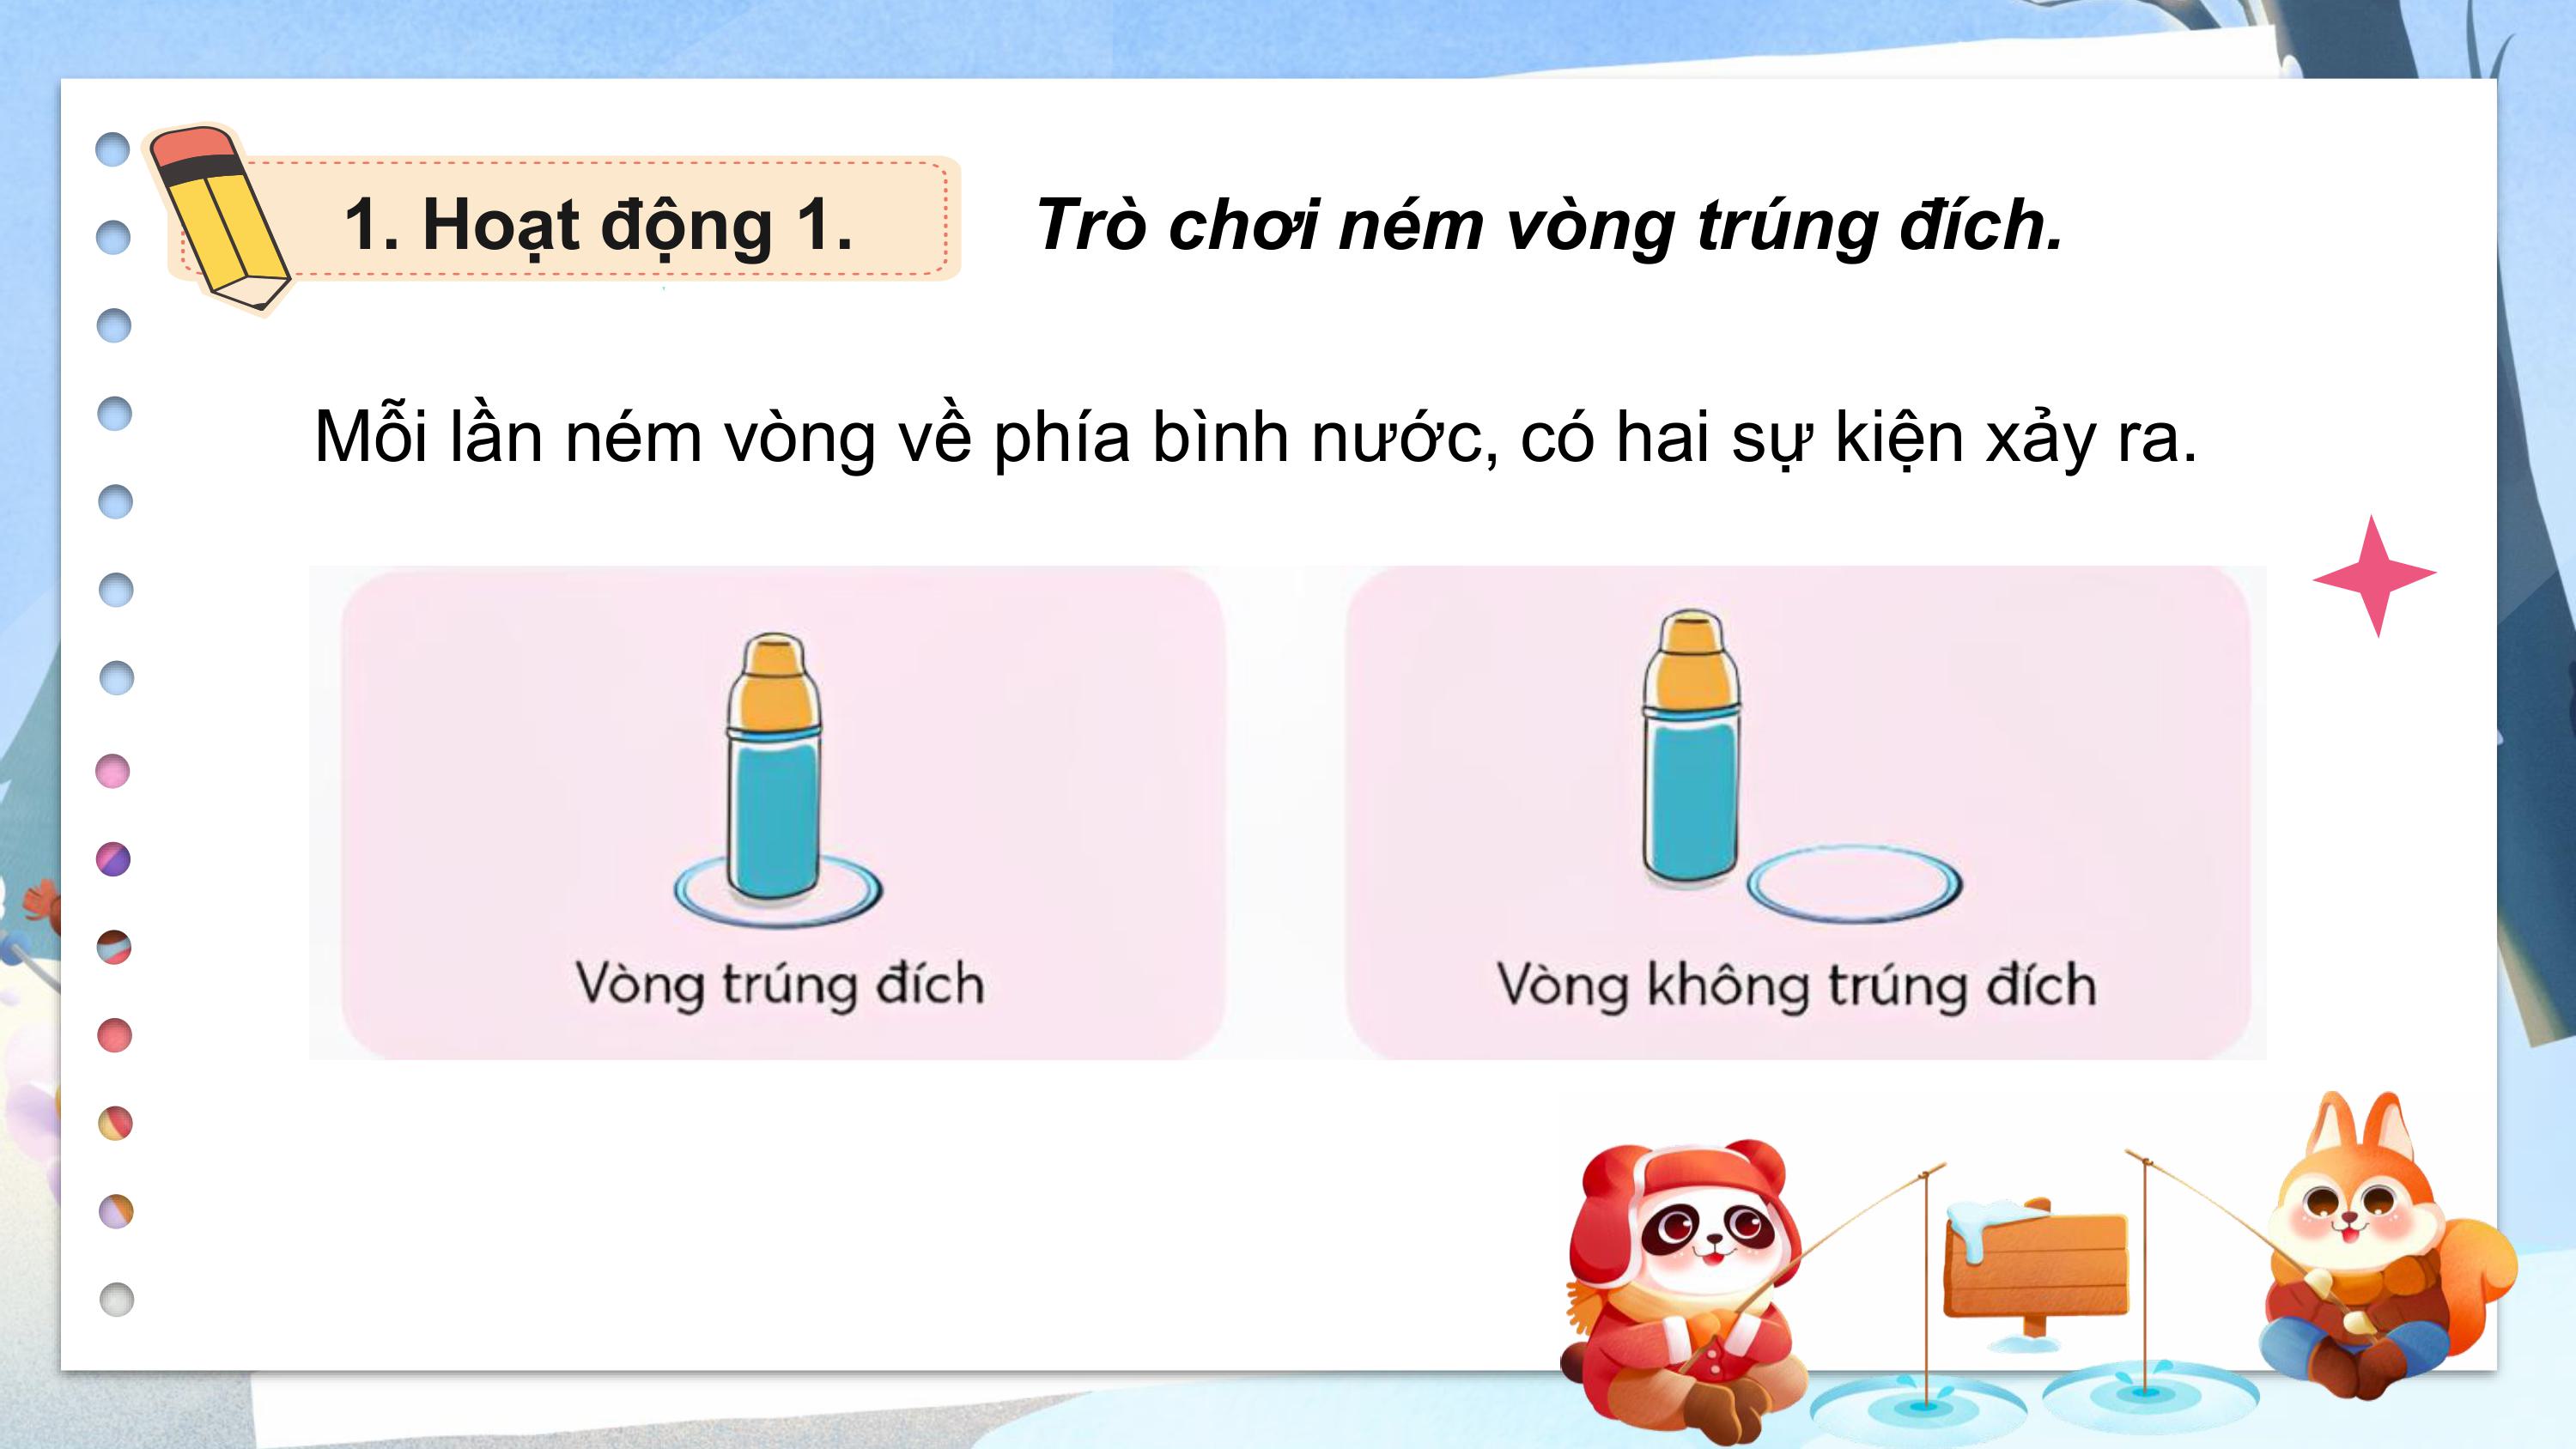 1. Hoạt động 1.
Trò chơi ném vòng trúng đích.
Mỗi lần ném vòng về phía bình nước, có hai sự kiện xảy ra.
Vòng trúng đích
Vòng không trúng đích